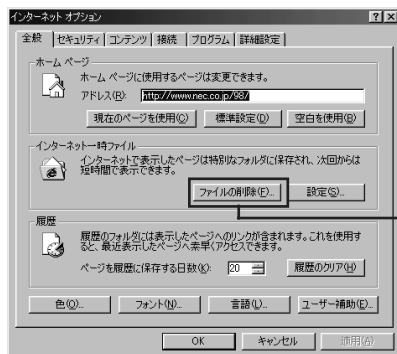 インターネット オプション
全般 セキュリティ コンテンツ 接続 プログラム 詳細設定
ホーム ページ
ホーム ページに使用するページは変更できます。
アドレス(R): http://www.nec.co.jp/98/
現在のページを使用(C) 標準設定(D) 空白を使用(B)
インターネット一時ファイル
インターネットで表示したページは特別なフォルダに保存され、次回からは
短時間で表示できます。
ファイルの削除(F)... 設定(S)...
履歴
履歴のフォルダには表示したページへのリンクが含まれます。これを使用す
ると、最近表示したページへ素早くアクセスできます。
ページを履歴に保存する日数(K): 20 履歴のクリア(H)
色(O)... フォント(N)... 言語(L)... ユーザー補助(E)...
OK キャンセル 適用(A)